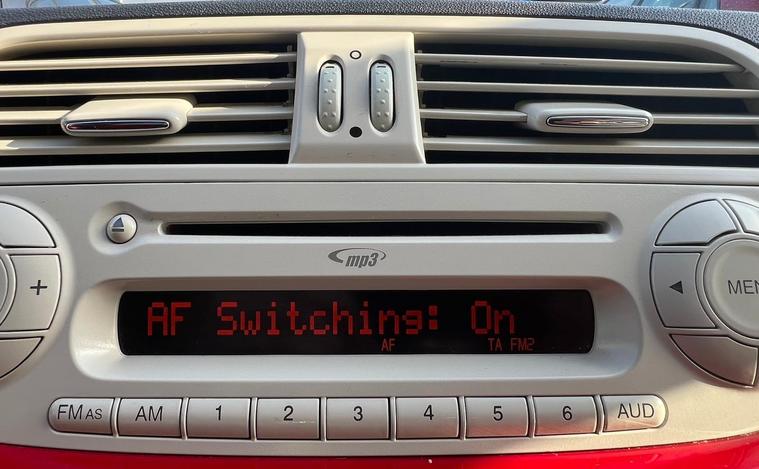 mp3
AF Switching: On
AF TA FM2
+
MEN
FM AS AM 1 2 3 4 5 6 AUD